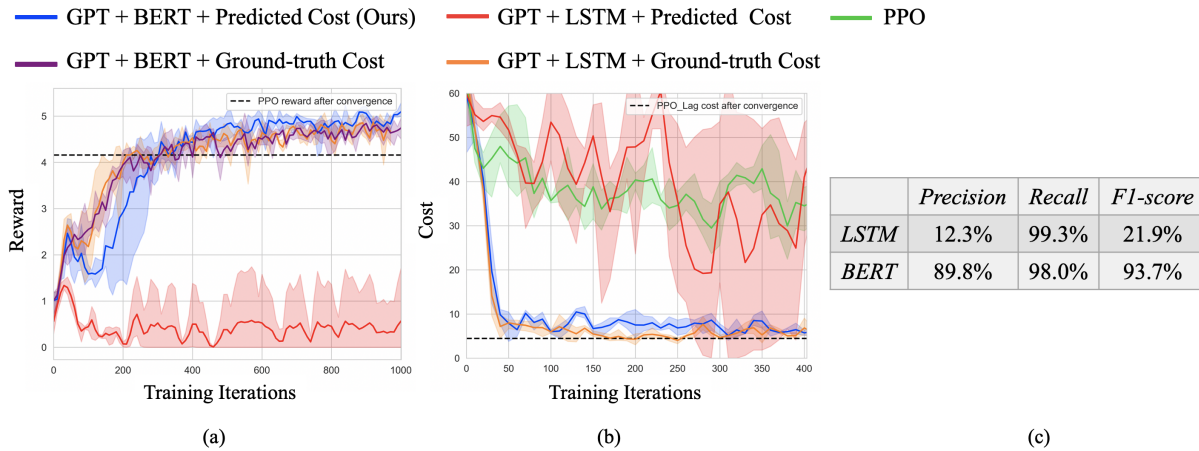 GPT + BERT + Predicted Cost (Ours) GPT + LSTM + Predicted Cost PPO
GPT + BERT + Ground-truth Cost GPT + LSTM + Ground-truth Cost
PPO reward after convergence
5
4
3
2
1
0
Reward
0 200 400 600 800 1000
Training Iterations
(a)
PPO_Lag cost after convergence
60
50
40
30
20
10
0
Cost
0 50 100 150 200 250 300 350 400
Training Iterations
(b)
Precision Recall F1-score
LSTM 12.3% 99.3% 21.9%
BERT 89.8% 98.0% 93.7%
(c)